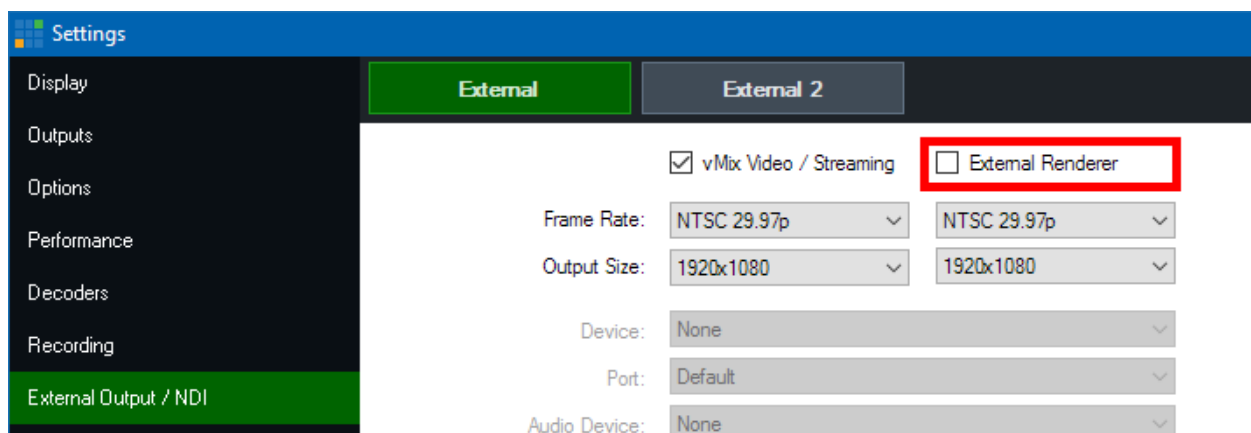 Settings
Display
Outputs
Options
Performance
Decoders
Recording
External Output / NDI
External
External 2
vMix Video / Streaming
External Renderer
Frame Rate:
NTSC 29.97p
NTSC 29.97p
Output Size:
1920x1080
1920x1080
Device:
None
Port:
Default
Audio Device:
None